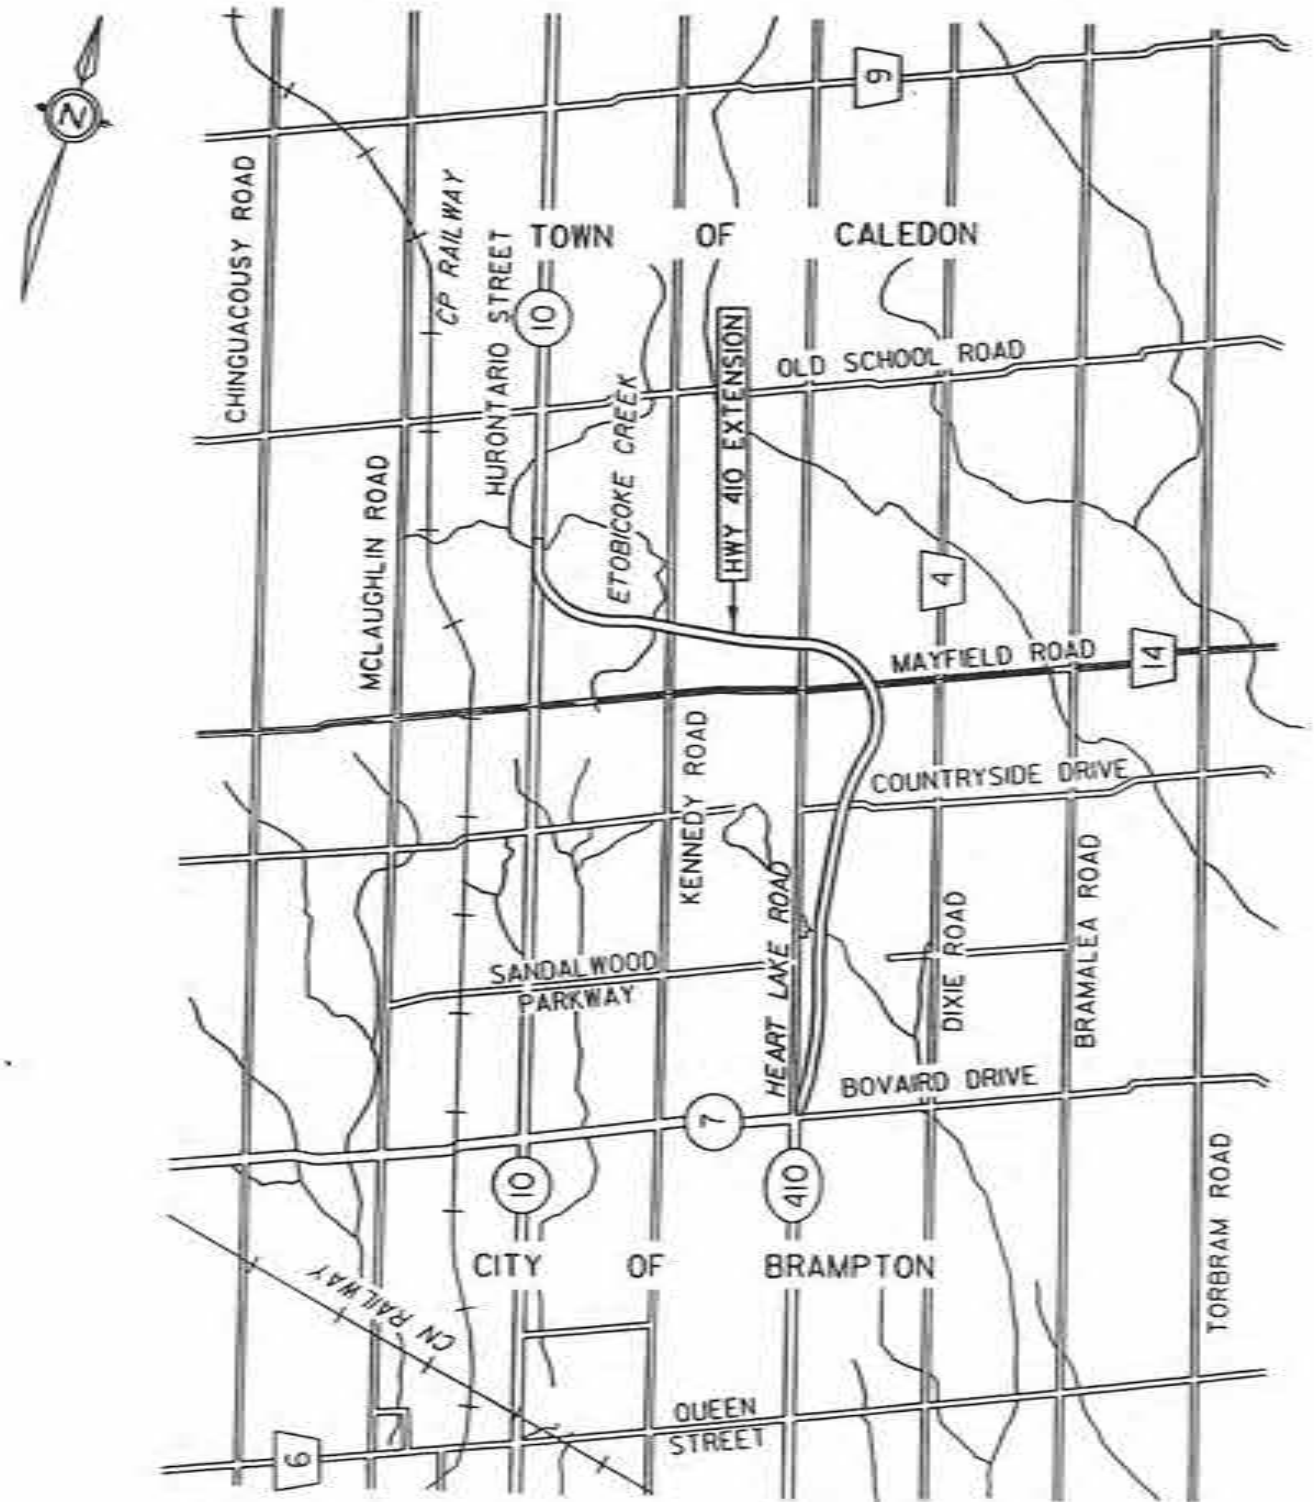 N
9
CHINGUACOUSY ROAD
CP RAILWAY
HURONTARIO STREET
TOWN OF CALEDON
10
HWY 410 EXTENSION
OLD SCHOOL ROAD
ETOBICOKE CREEK
MCLAUGHLIN ROAD
4
MAYFIELD ROAD
14
KENNEDY ROAD
COUNTRYSIDE DRIVE
HEART LAKE ROAD
DIXIE ROAD
BRAMALEA ROAD
SANDALWOOD
PARKWAY
BOVAIRD DRIVE
7
10
410
TORBRAM ROAD
CITY OF BRAMPTON
CN RAILWAY
QUEEN
STREET
6